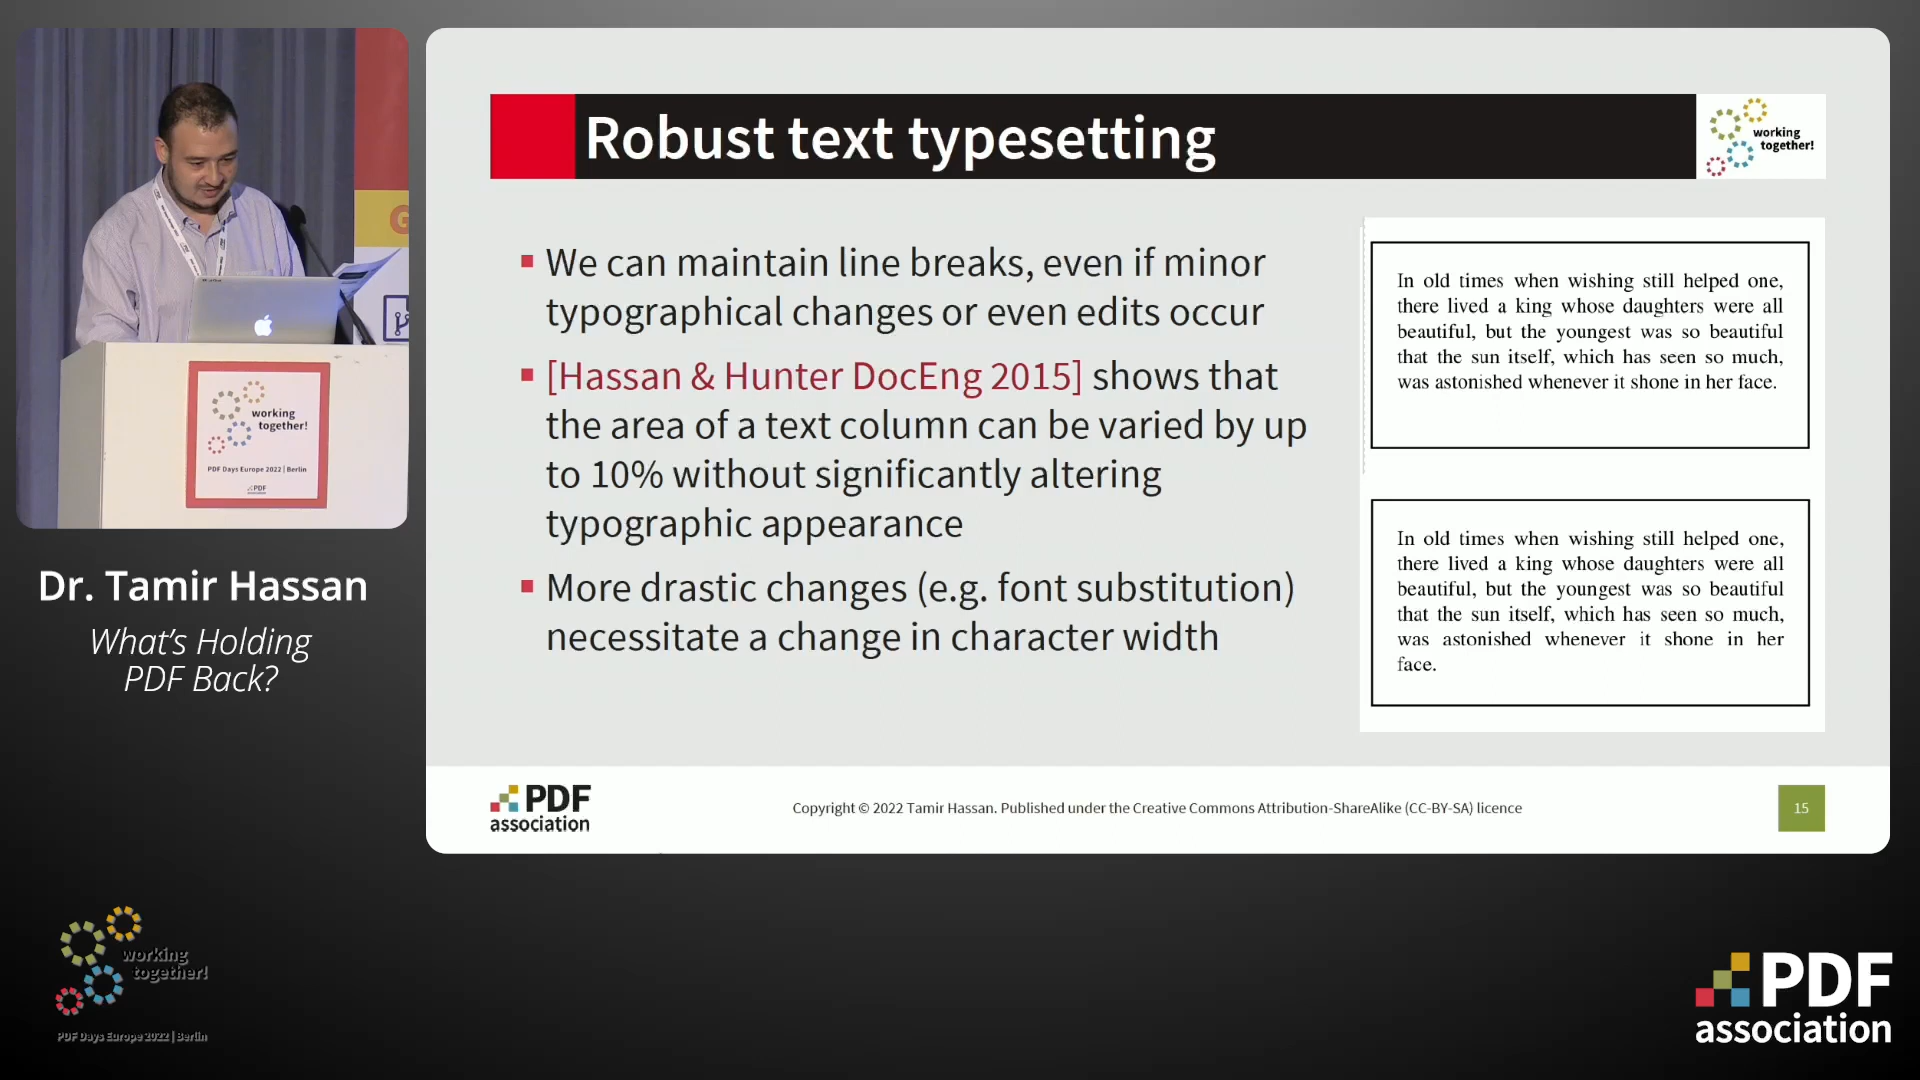 Robust text typesetting
working
together!
▪ We can maintain line breaks, even if minor
typographical changes or even edits occur
▪ [Hassan & Hunter DocEng 2015] shows that
the area of a text column can be varied by up
to 10% without significantly altering
typographic appearance
▪ More drastic changes (e.g. font substitution)
necessitate a change in character width
In old times when wishing still helped one,
there lived a king whose daughters were all
beautiful, but the youngest was so beautiful
that the sun itself, which has seen so much,
was astonished whenever it shone in her face.
In old times when wishing still helped one,
there lived a king whose daughters were all
beautiful, but the youngest was so beautiful
that the sun itself, which has seen so much,
was astonished whenever it shone in her
face.
PDF
association
Copyright © 2022 Tamir Hassan. Published under the Creative Commons Attribution-ShareAlike (CC-BY-SA) licence
15
G
working
together!
PDF Days Europe 2022 | Berlin
PDF
Dr. Tamir Hassan
What's Holding
PDF Back?
working
together!
PDF Days Europe 2022 | Berlin
PDF
association